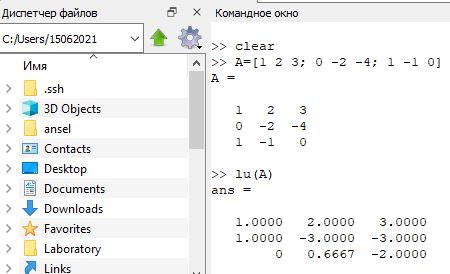 Диспетчер файлов
C:/Users/15062021
Имя
.ssh
3D Objects
ansel
Contacts
Desktop
Documents
Downloads
Favorites
Laboratory
Links
Командное окно
>> clear
>> A=[1 2 3; 0 -2 -4; 1 -1 0]
A =
1 2 3
0 -2 -4
1 -1 0
>> lu(A)
ans =
1.0000 2.0000 3.0000
1.0000 -3.0000 -3.0000
0 0.6667 -2.0000